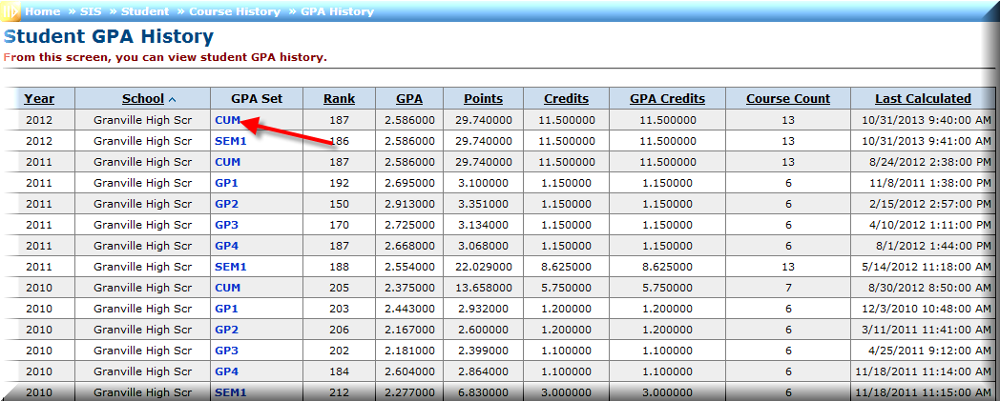 Home » SIS » Student » Course History » GPA History
Student GPA History
From this screen, you can view student GPA history.
Year School GPA Set Rank GPA Points Credits GPA Credits Course Count Last Calculated
2012 Granville High Scr CUM 187 2.586000 29.740000 11.500000 11.500000 13 10/31/2013 9:40:00 AM
2012 Granville High Scr SEM1 186 2.586000 29.740000 11.500000 11.500000 13 10/31/2013 9:41:00 AM
2011 Granville High Scr CUM 187 2.586000 29.740000 11.500000 11.500000 13 8/24/2012 2:38:00 PM
2011 Granville High Scr GP1 192 2.695000 3.100000 1.150000 1.150000 6 11/8/2011 1:38:00 PM
2011 Granville High Scr GP2 150 2.913000 3.351000 1.150000 1.150000 6 2/15/2012 2:57:00 PM
2011 Granville High Scr GP3 170 2.725000 3.134000 1.150000 1.150000 6 4/10/2012 1:11:00 PM
2011 Granville High Scr GP4 187 2.668000 3.068000 1.150000 1.150000 6 8/1/2012 1:44:00 PM
2011 Granville High Scr SEM1 188 2.554000 22.029000 8.625000 8.625000 13 5/14/2012 11:18:00 AM
2010 Granville High Scr CUM 205 2.375000 13.658000 5.750000 5.750000 7 8/30/2012 8:50:00 AM
2010 Granville High Scr GP1 203 2.443000 2.932000 1.200000 1.200000 6 12/3/2010 10:48:00 AM
2010 Granville High Scr GP2 206 2.167000 2.600000 1.200000 1.200000 6 3/11/2011 11:41:00 AM
2010 Granville High Scr GP3 202 2.181000 2.399000 1.100000 1.100000 6 4/25/2011 9:12:00 AM
2010 Granville High Scr GP4 184 2.604000 2.864000 1.100000 1.100000 6 11/18/2011 11:14:00 AM
2010 Granville High Scr SEM1 212 2.277000 6.830000 3.000000 3.000000 6 11/18/2011 11:15:00 AM